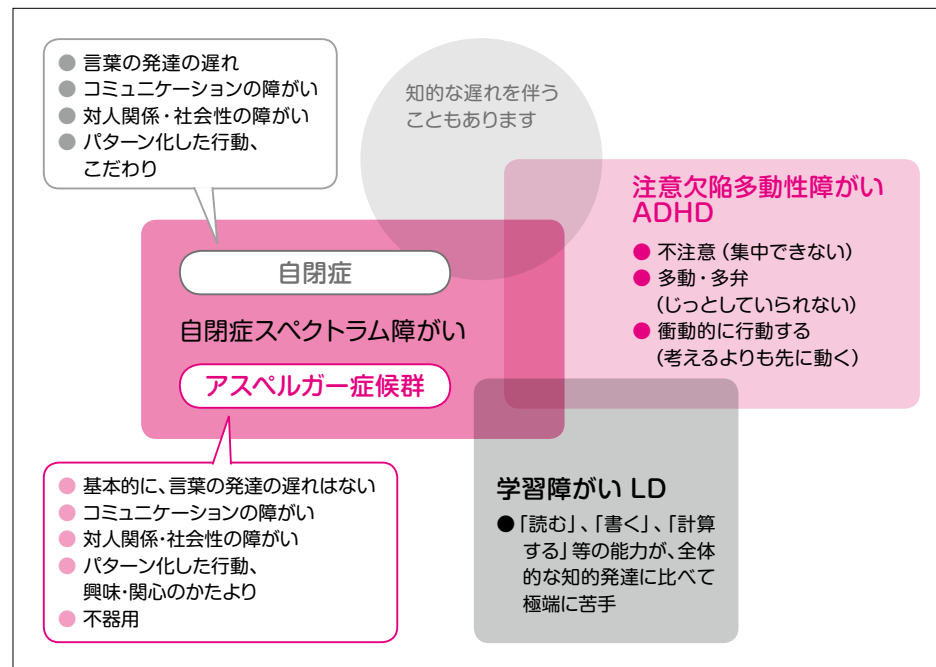 ● 言葉の発達の遅れ
● コミュニケーションの障がい
● 対人関係・社会性の障がい
● パターン化した行動、
こだわり
知的な遅れを伴う
こともあります
注意欠陥多動性障がい
ADHD
● 不注意（集中できない）
● 多動・多弁
（じっとしていられない）
● 衝動的に行動する
（考えるよりも先に動く）
自閉症
自閉症スペクトラム障がい
アスペルガー症候群
● 基本的に、言葉の発達の遅れはない
● コミュニケーションの障がい
● 対人関係・社会性の障がい
● パターン化した行動、
興味・関心のかたより
● 不器用
学習障がい LD
●「読む」、「書く」、「計算
する」等の能力が、全体
的な知的発達に比べて
極端に苦手